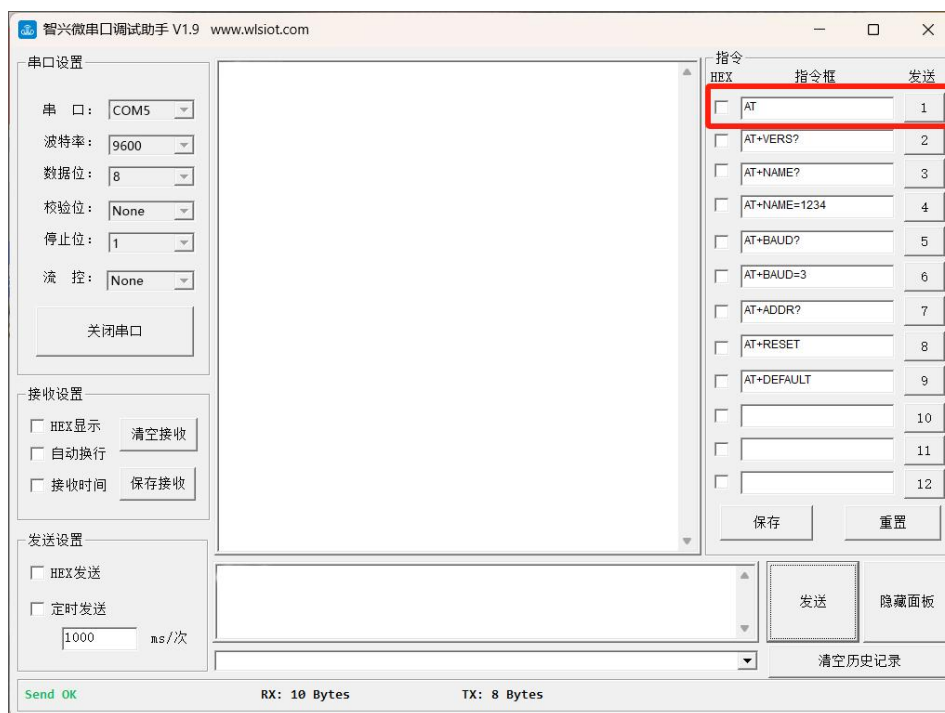 智兴微串口调试助手 V1.9 www.wlsiot.com
串口设置
串 口： COM5
波特率： 9600
数据位： 8
校验位： None
停止位： 1
流 控： None
关闭串口
接收设置
HEX显示
清空接收
自动换行
接收时间
保存接收
发送设置
HEX发送
定时发送
1000 ms/次
指令
HEX 指令框 发送
AT 1
AT+VERS? 2
AT+NAME? 3
AT+NAME=1234 4
AT+BAUD? 5
AT+BAUD=3 6
AT+ADDR? 7
AT+RESET 8
AT+DEFAULT 9
10
11
12
保存 重置
发送 隐藏面板
清空历史记录
Send OK RX: 10 Bytes TX: 8 Bytes